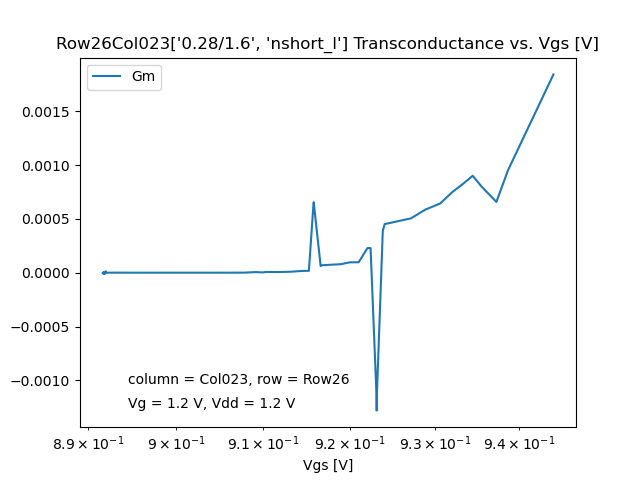 Row26Col023['0.28/1.6', 'nshort_l'] Transconductance vs. Vgs [V]
Gm
0.0015
0.0010
0.0005
0.0000
−0.0005
−0.0010
column = Col023, row = Row26
Vg = 1.2 V, Vdd = 1.2 V
8.9 × 10⁻¹ 9 × 10⁻¹ 9.1 × 10⁻¹ 9.2 × 10⁻¹ 9.3 × 10⁻¹ 9.4 × 10⁻¹
Vgs [V]